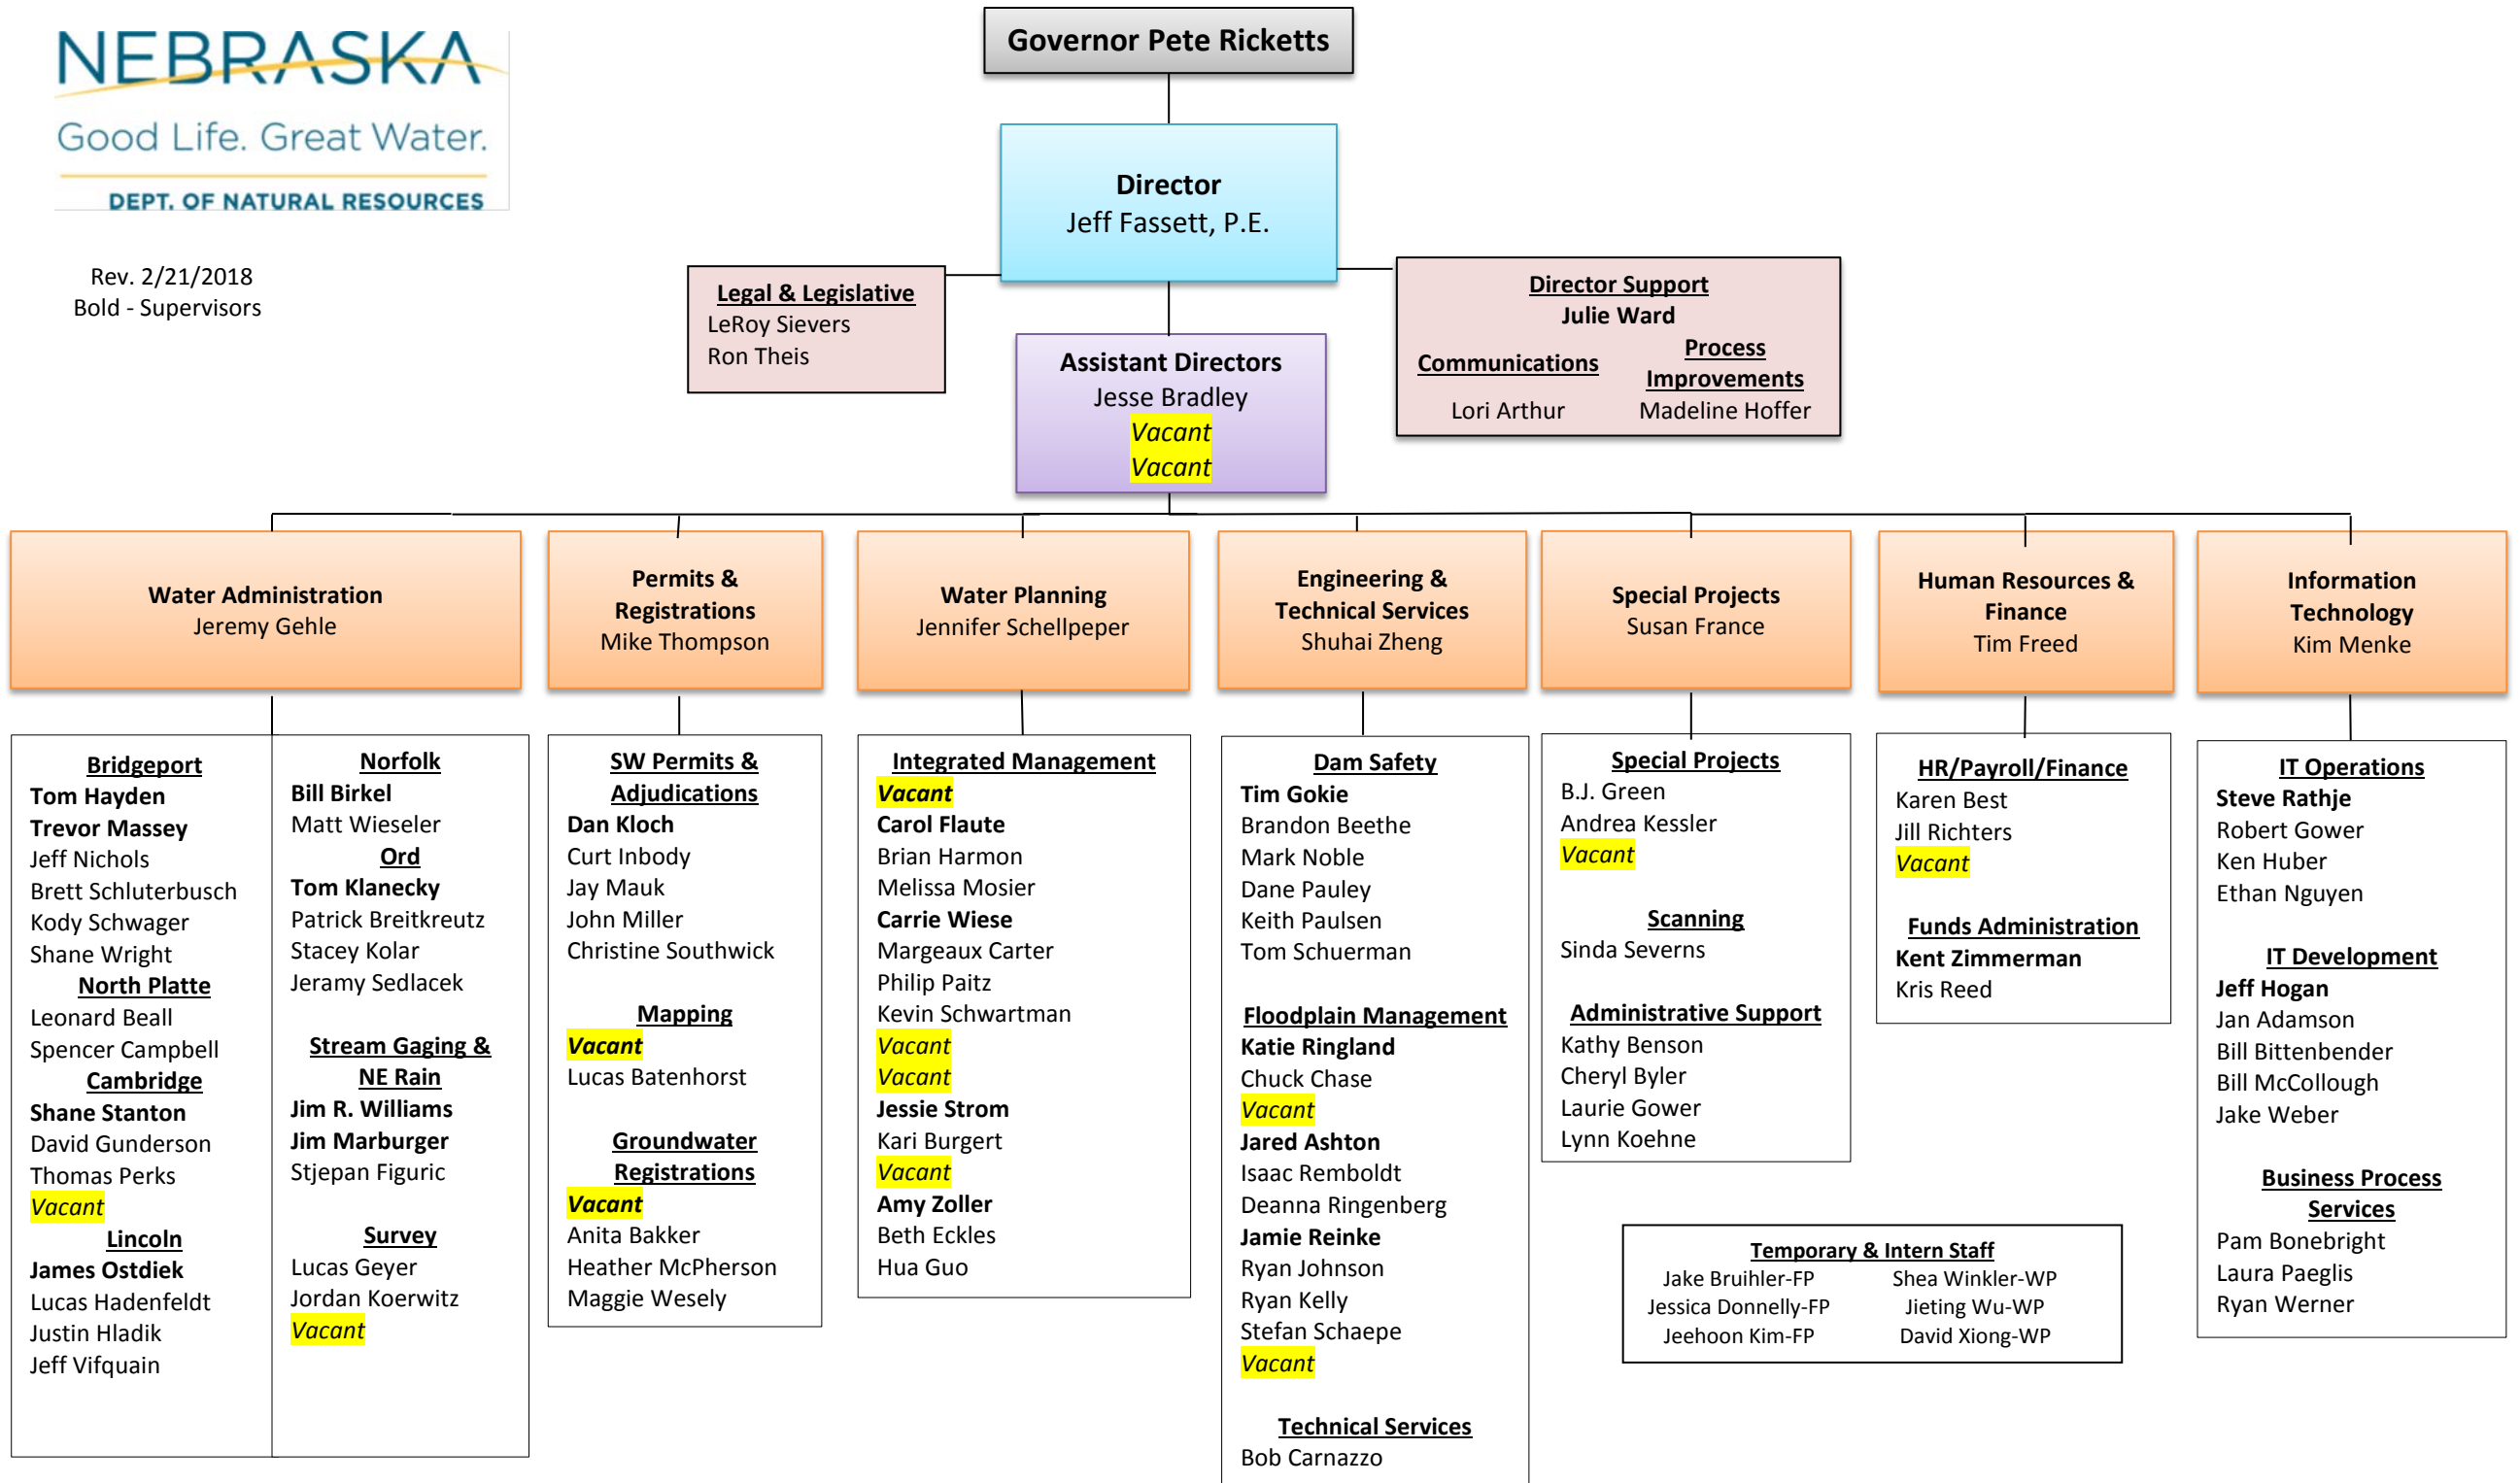 NEBRASKA
Good Life. Great Water.
DEPT. OF NATURAL RESOURCES
Rev. 2/21/2018
Bold - Supervisors
Governor Pete Ricketts
Director
Jeff Fassett, P.E.
Legal & Legislative
LeRoy Sievers
Ron Theis
Director Support
Julie Ward
Communications
Lori Arthur
Process
Improvements
Madeline Hoffer
Assistant Directors
Jesse Bradley
Vacant
Vacant
Water Administration
Jeremy Gehle
Permits &
Registrations
Mike Thompson
Water Planning
Jennifer Schellpeper
Engineering &
Technical Services
Shuhai Zheng
Special Projects
Susan France
Human Resources &
Finance
Tim Freed
Information
Technology
Kim Menke
Bridgeport
Tom Hayden
Trevor Massey
Jeff Nichols
Brett Schluterbusch
Kody Schwager
Shane Wright
North Platte
Leonard Beall
Spencer Campbell
Cambridge
Shane Stanton
David Gunderson
Thomas Perks
Vacant
Lincoln
James Ostdiek
Lucas Hadenfeldt
Justin Hladik
Jeff Vifquain
Norfolk
Bill Birkel
Matt Wieseler
Ord
Tom Klanecky
Patrick Breitkreutz
Stacey Kolar
Jeramy Sedlacek
Stream Gaging &
NE Rain
Jim R. Williams
Jim Marburger
Stjepan Figuric
Survey
Lucas Geyer
Jordan Koerwitz
Vacant
SW Permits &
Adjudications
Dan Kloch
Curt Inbody
Jay Mauk
John Miller
Christine Southwick
Mapping
Vacant
Lucas Batenhorst
Groundwater
Registrations
Vacant
Anita Bakker
Heather McPherson
Maggie Wesely
Integrated Management
Vacant
Carol Flaute
Brian Harmon
Melissa Mosier
Carrie Wiese
Margeaux Carter
Philip Paitz
Kevin Schwartman
Vacant
Vacant
Jessie Strom
Kari Burgert
Vacant
Amy Zoller
Beth Eckles
Hua Guo
Dam Safety
Tim Gokie
Brandon Beethe
Mark Noble
Dane Pauley
Keith Paulsen
Tom Schuerman
Floodplain Management
Katie Ringland
Chuck Chase
Vacant
Jared Ashton
Isaac Remboldt
Deanna Ringenberg
Jamie Reinke
Ryan Johnson
Ryan Kelly
Stefan Schaepe
Vacant
Technical Services
Bob Carnazzo
Special Projects
B.J. Green
Andrea Kessler
Vacant
Scanning
Sinda Severns
Administrative Support
Kathy Benson
Cheryl Byler
Laurie Gower
Lynn Koehne
HR/Payroll/Finance
Karen Best
Jill Richters
Vacant
Funds Administration
Kent Zimmerman
Kris Reed
IT Operations
Steve Rathje
Robert Gower
Ken Huber
Ethan Nguyen
IT Development
Jeff Hogan
Jan Adamson
Bill Bittenbender
Bill McCollough
Jake Weber
Business Process
Services
Pam Bonebright
Laura Paeglis
Ryan Werner
Temporary & Intern Staff
Jake Bruihler-FP Shea Winkler-WP
Jessica Donnelly-FP Jieting Wu-WP
Jeehoon Kim-FP David Xiong-WP